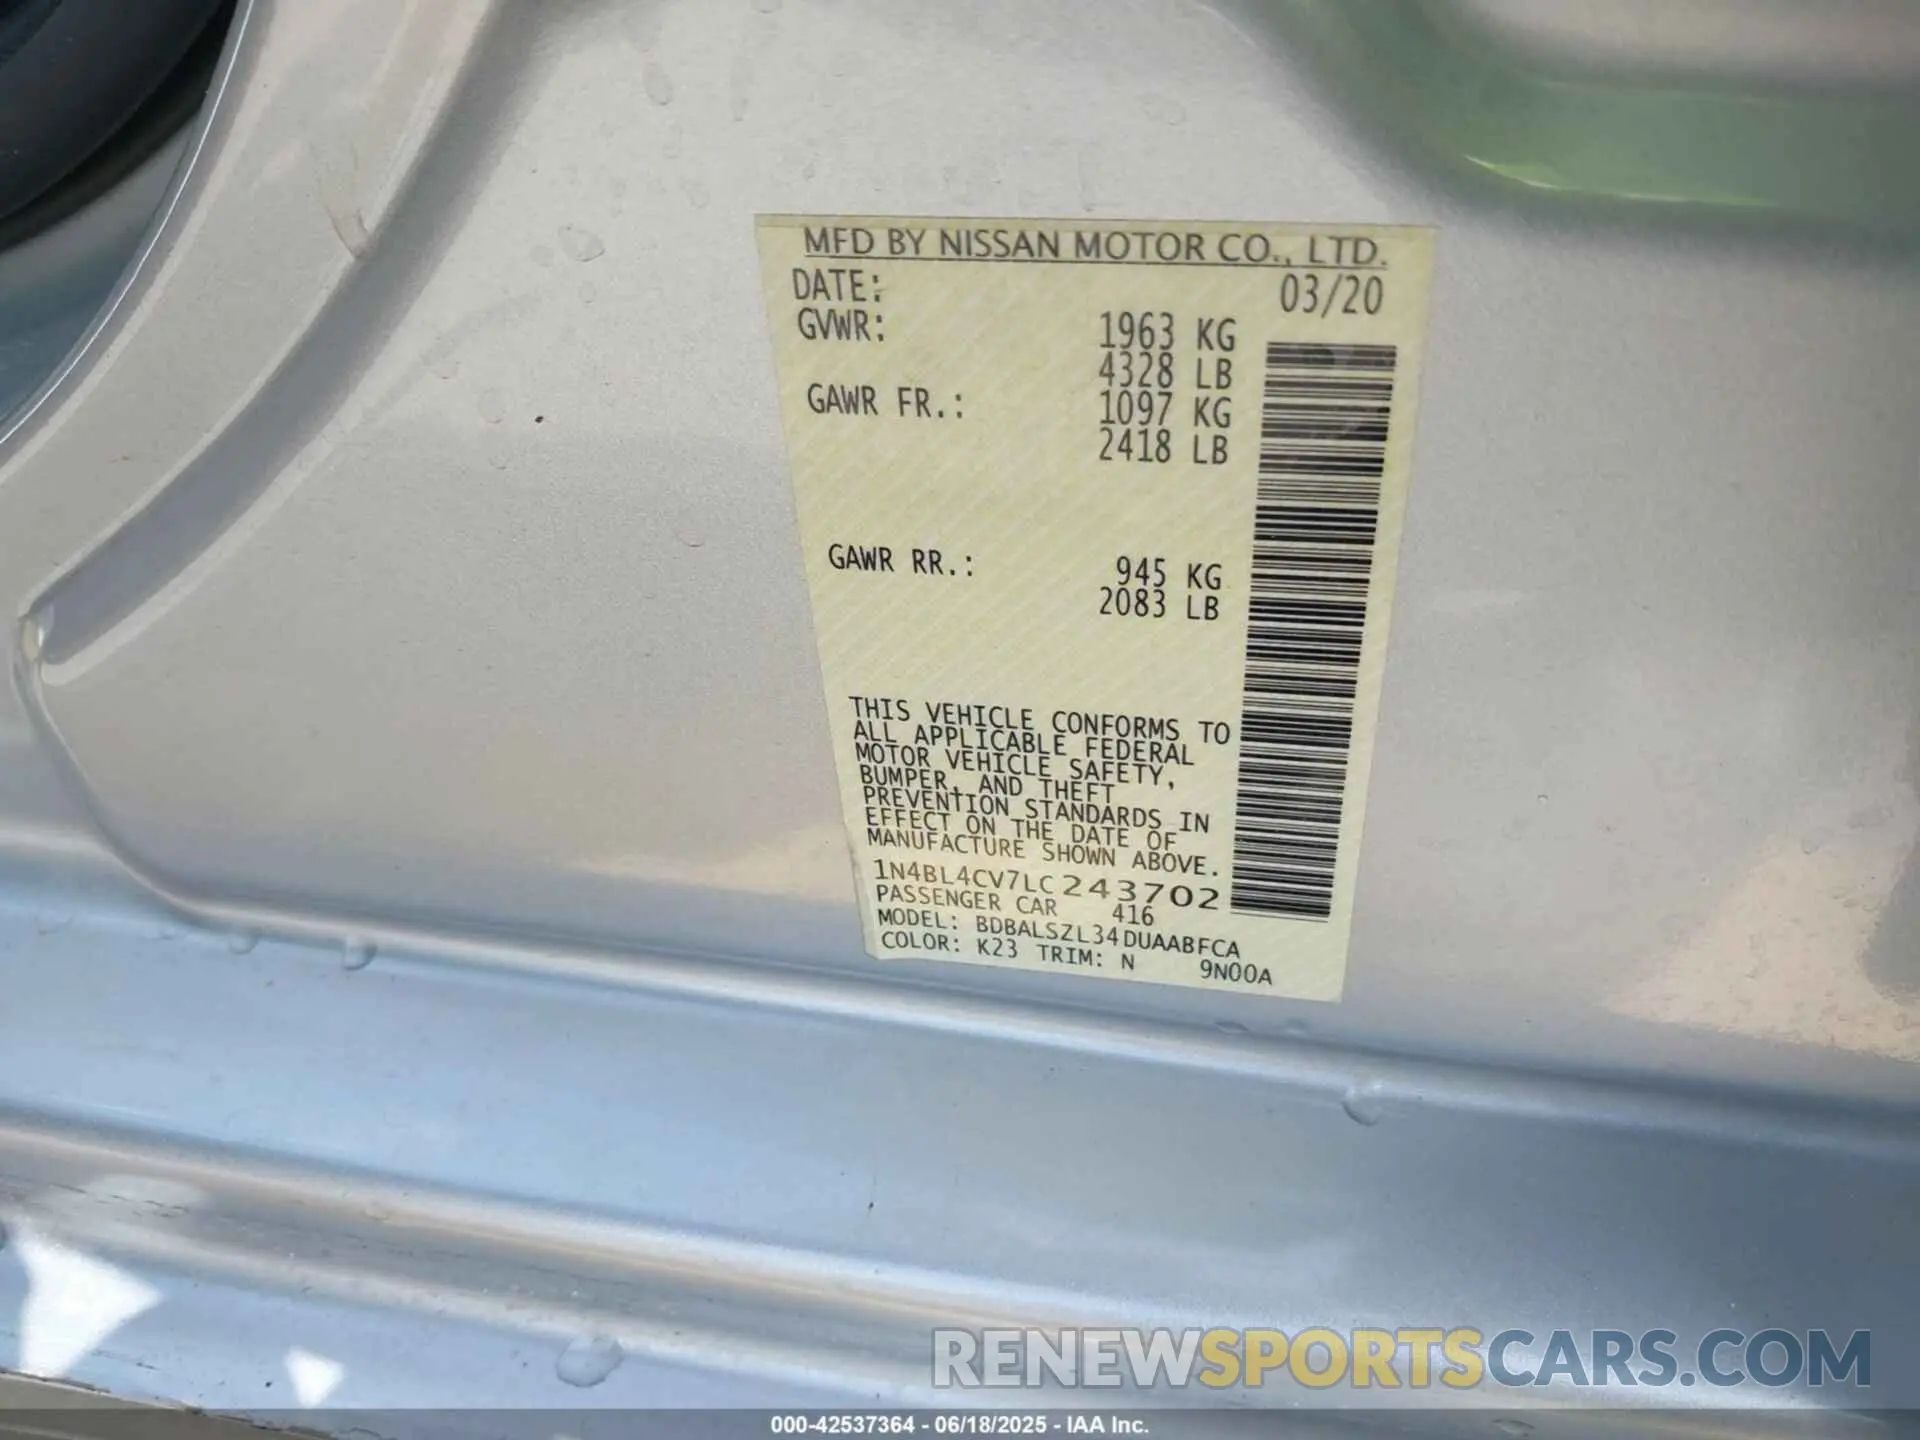 MFD BY NISSAN MOTOR CO., LTD.
DATE: 03/20
GVWR: 1963 KG
4328 LB
GAWR FR.: 1097 KG
2418 LB
GAWR RR.: 945 KG
2083 LB
THIS VEHICLE CONFORMS TO
ALL APPLICABLE FEDERAL
MOTOR VEHICLE SAFETY,
BUMPER, AND THEFT
PREVENTION STANDARDS IN
EFFECT ON THE DATE OF
MANUFACTURE SHOWN ABOVE.
1N4BL4CV7LC243702
PASSENGER CAR 416
MODEL: BDBALSZL34DUAABFCA
COLOR: K23 TRIM: N 9N00A
RENEWSPORTSCARS.COM
000-42537364 - 06/18/2025 - IAA Inc.